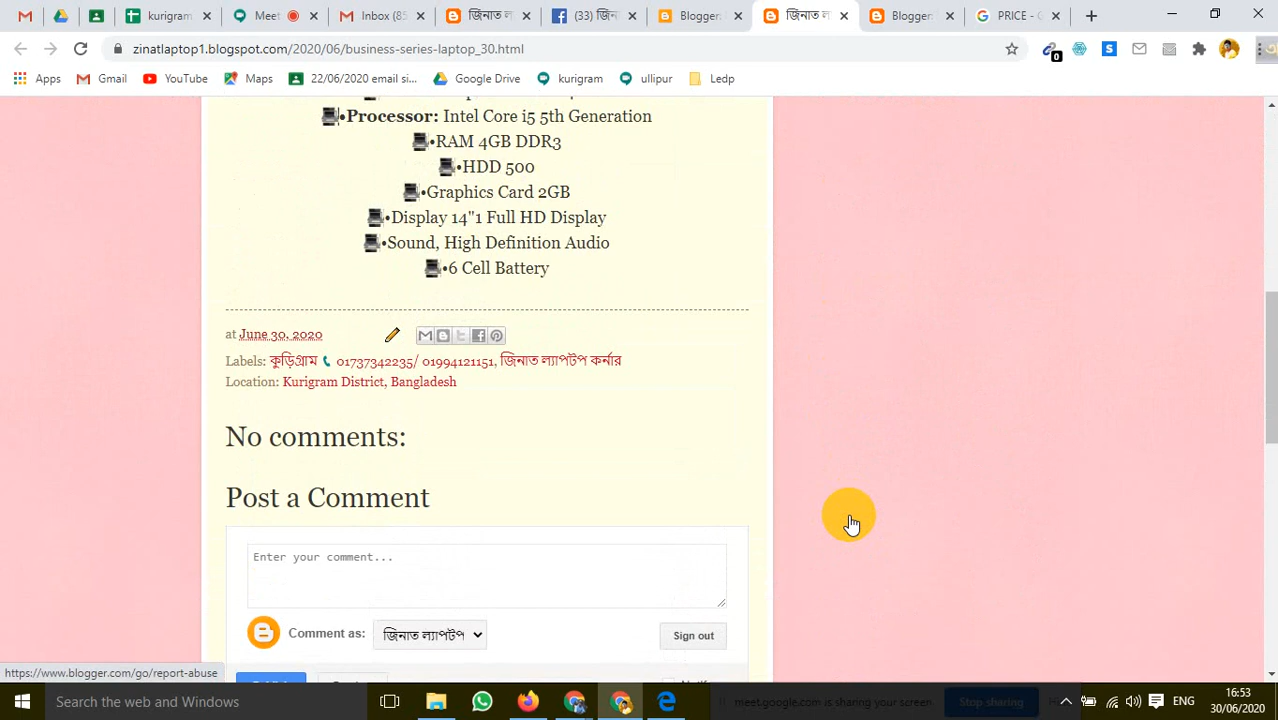 kurigram
Meet
Inbox (85
জিনাত ল
(33) জিন
Blogger:
জিনাত ল
Blogger
PRICE - G
zinatlaptop1.blogspot.com/2020/06/business-series-laptop_30.html
0
Apps
Gmail
YouTube
Maps
22/06/2020 email si...
Google Drive
kurigram
ullipur
Ledp
•Processor: Intel Core i5 5th Generation
•RAM 4GB DDR3
•HDD 500
•Graphics Card 2GB
•Display 14"1 Full HD Display
•Sound, High Definition Audio
•6 Cell Battery
at June 30, 2020
Labels: কুড়িগ্রাম 01737342235/ 01994121151, জিনাত ল্যাপটপ কর্নার
Location: Kurigram District, Bangladesh
No comments:
Post a Comment
Enter your comment...
Comment as: জিনাত ল্যাপটপ
Sign out
https://www.blogger.com/go/report-abuse
Search the web and Windows
meet.google.com is sharing your screen
Stop sharing
ENG
16:53
30/06/2020